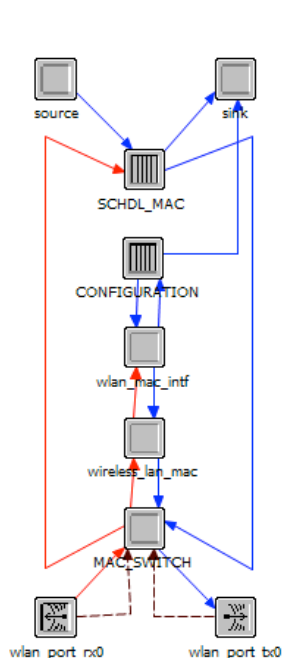 source
sink
SCHDL_MAC
CONFIGURATION
wlan_mac_intf
wireless_lan_mac
MAC_SWITCH
wlan_port_rx0
wlan_port_tx0